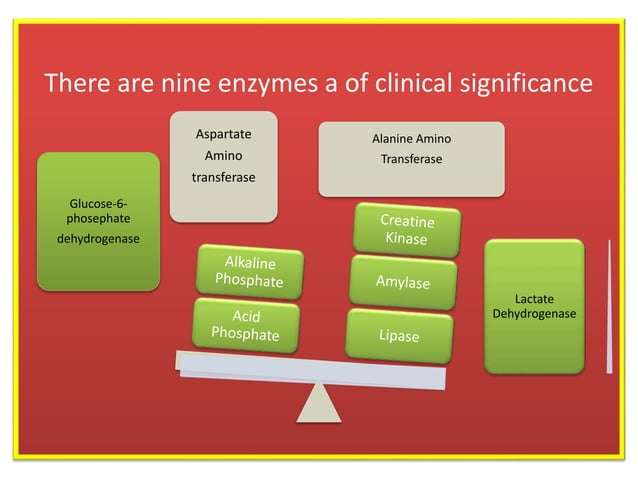 There are nine enzymes a of clinical significance
Aspartate
Amino
transferase
Alanine Amino
Transferase
Glucose-6-
phosephate
dehydrogenase
Creatine
Kinase
Alkaline
Phosphate
Amylase
Acid
Phosphate
Lipase
Lactate
Dehydrogenase